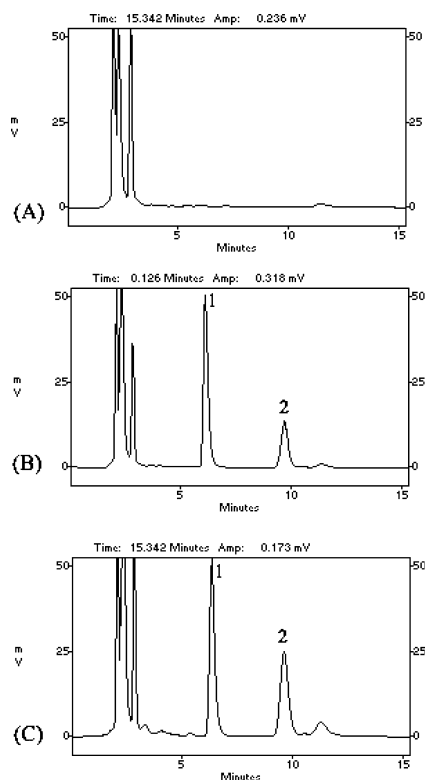 Time: 15.342 Minutes Amp: 0.236 mV
50 50
m
V
25 25
0 0
(A)
5 10 15
Minutes
Time: 0.126 Minutes Amp: 0.318 mV
50 1 50
m
V
25 25
2
0 0
(B)
5 10 15
Minutes
Time: 15.342 Minutes Amp: 0.173 mV
50 1 50
2
m
V
25 25
0 0
(C)
5 10 15
Minutes